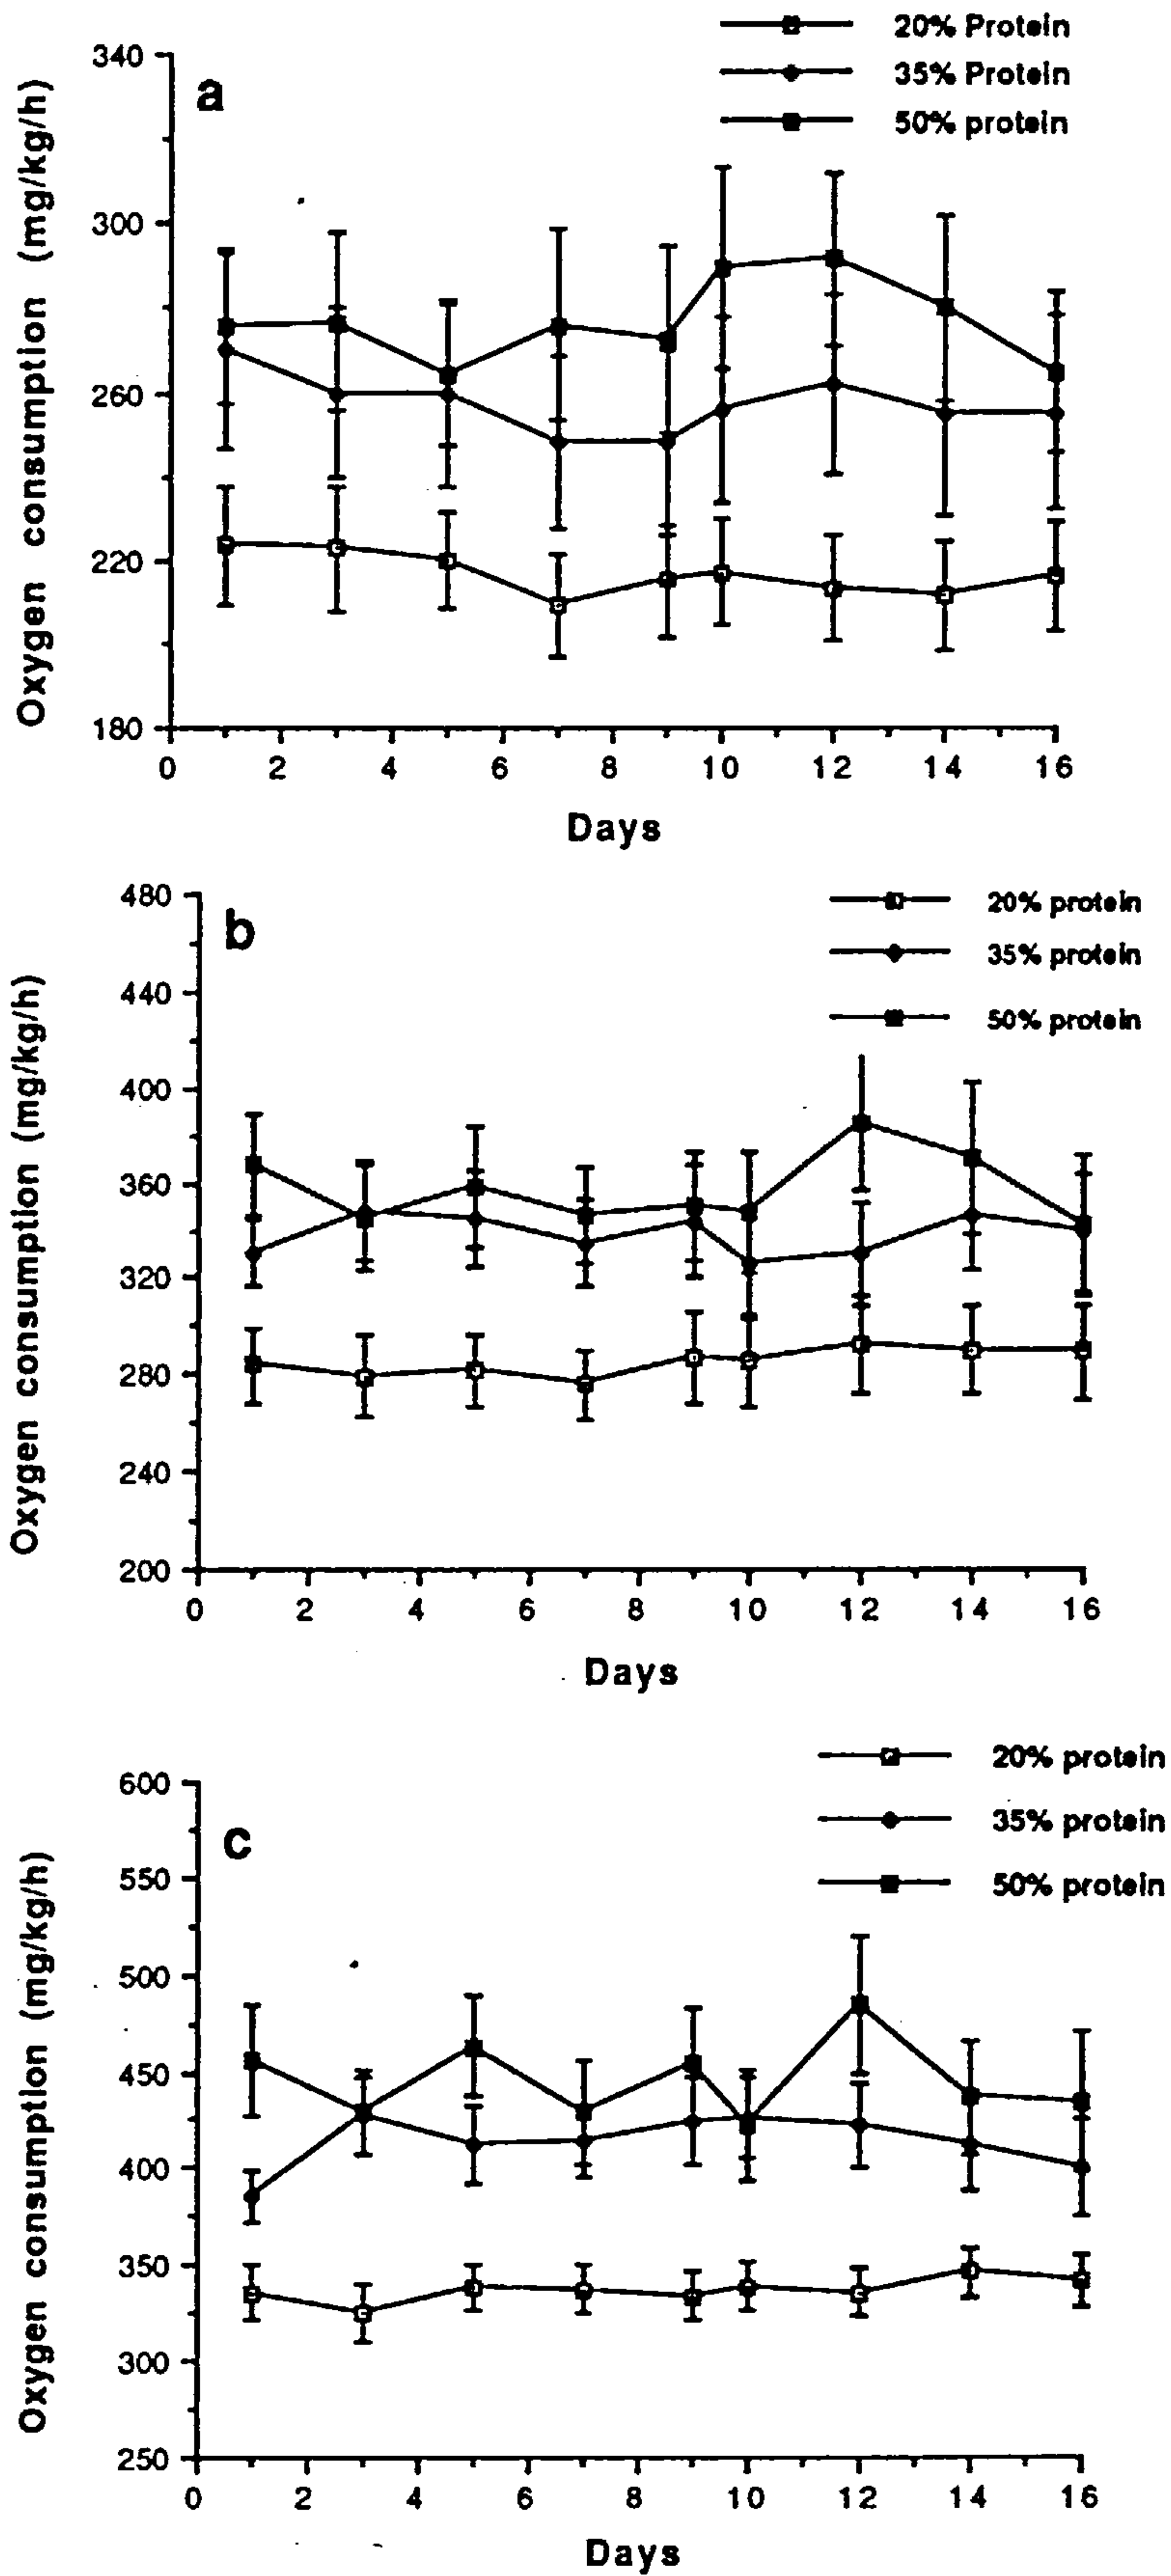 20% Protein
35% Protein
50% protein
a
Oxygen consumption (mg/kg/h)
340
300
260
220
180
0 2 4 6 8 10 12 14 16
Days
20% protein
35% protein
50% protein
b
Oxygen consumption (mg/kg/h)
480
440
400
360
320
280
240
200
0 2 4 6 8 10 12 14 16
Days
20% protein
35% protein
50% protein
c
Oxygen consumption (mg/kg/h)
600
550
500
450
400
350
300
250
0 2 4 6 8 10 12 14 16
Days